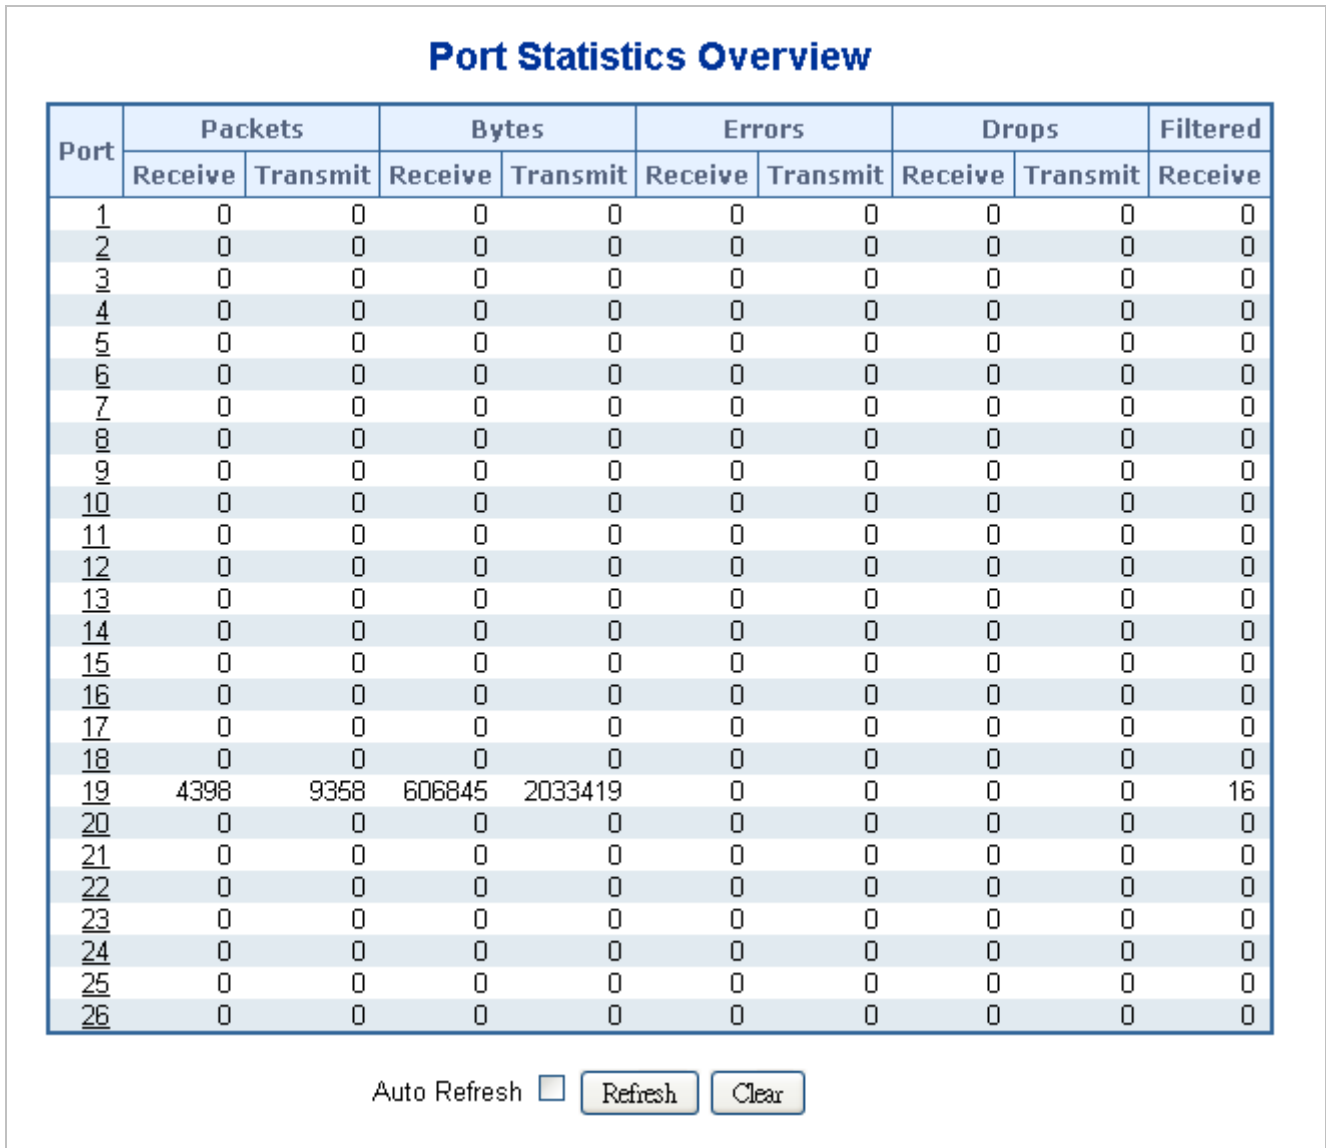 Port Statistics Overview
Port Packets Bytes Errors Drops Filtered
Receive Transmit Receive Transmit Receive Transmit Receive Transmit Receive
1 0 0 0 0 0 0 0 0 0
2 0 0 0 0 0 0 0 0 0
3 0 0 0 0 0 0 0 0 0
4 0 0 0 0 0 0 0 0 0
5 0 0 0 0 0 0 0 0 0
6 0 0 0 0 0 0 0 0 0
7 0 0 0 0 0 0 0 0 0
8 0 0 0 0 0 0 0 0 0
9 0 0 0 0 0 0 0 0 0
10 0 0 0 0 0 0 0 0 0
11 0 0 0 0 0 0 0 0 0
12 0 0 0 0 0 0 0 0 0
13 0 0 0 0 0 0 0 0 0
14 0 0 0 0 0 0 0 0 0
15 0 0 0 0 0 0 0 0 0
16 0 0 0 0 0 0 0 0 0
17 0 0 0 0 0 0 0 0 0
18 0 0 0 0 0 0 0 0 0
19 4398 9358 606845 2033419 0 0 0 0 16
20 0 0 0 0 0 0 0 0 0
21 0 0 0 0 0 0 0 0 0
22 0 0 0 0 0 0 0 0 0
23 0 0 0 0 0 0 0 0 0
24 0 0 0 0 0 0 0 0 0
25 0 0 0 0 0 0 0 0 0
26 0 0 0 0 0 0 0 0 0
Auto Refresh Refresh Clear